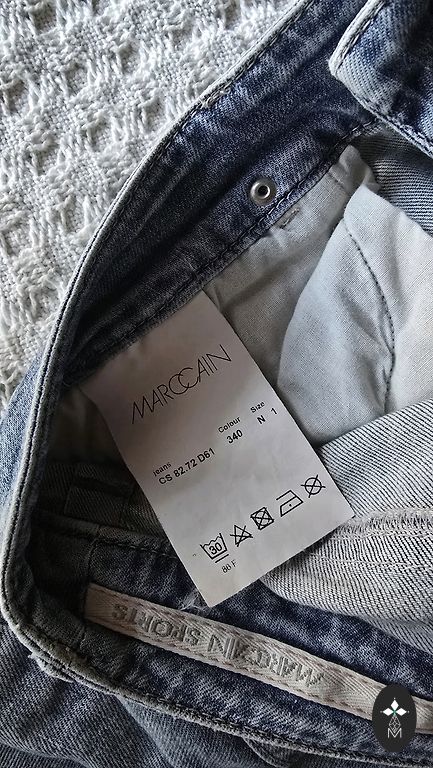 MARCCAIN
Colour Size
jeans
CS 82.72 D61 340 N 1
30
86 F
MARCCAIN SPORTS
M